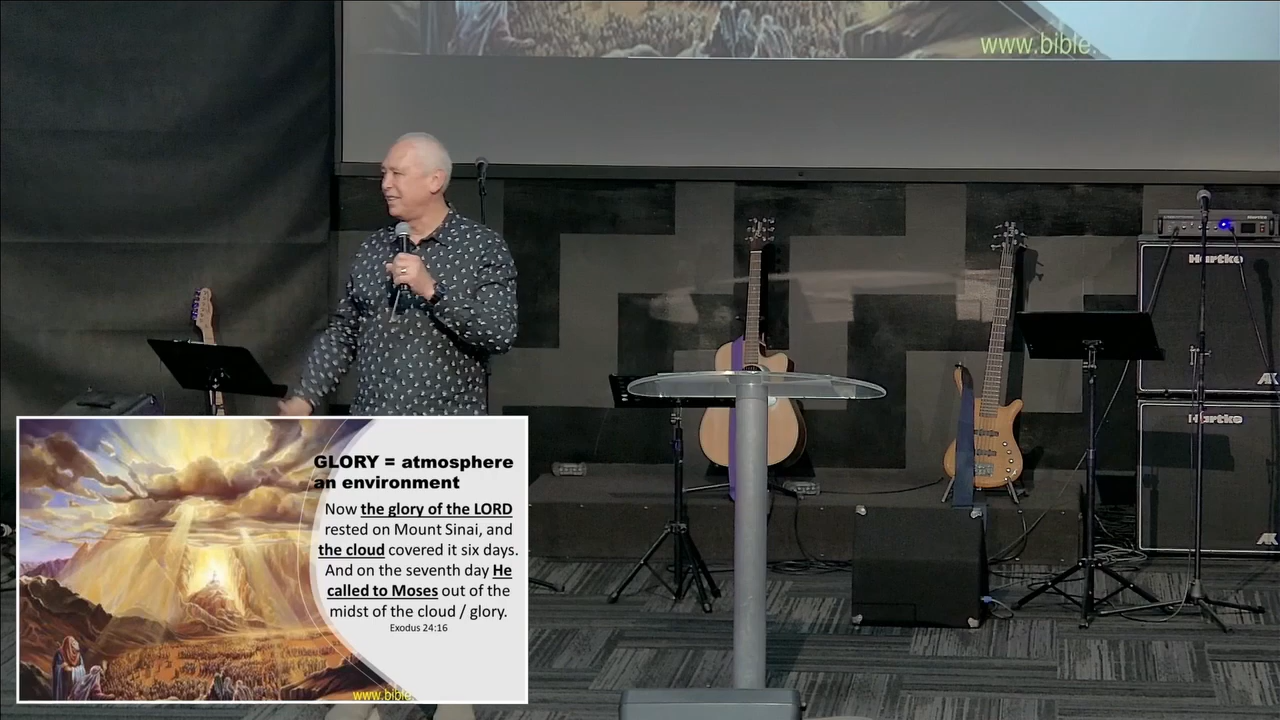 www.bible.
Hartke
Hartke
GLORY = atmosphere
an environment
Now the glory of the LORD
rested on Mount Sinai, and
the cloud covered it six days.
And on the seventh day He
called to Moses out of the
midst of the cloud / glory.
Exodus 24:16
www.bible